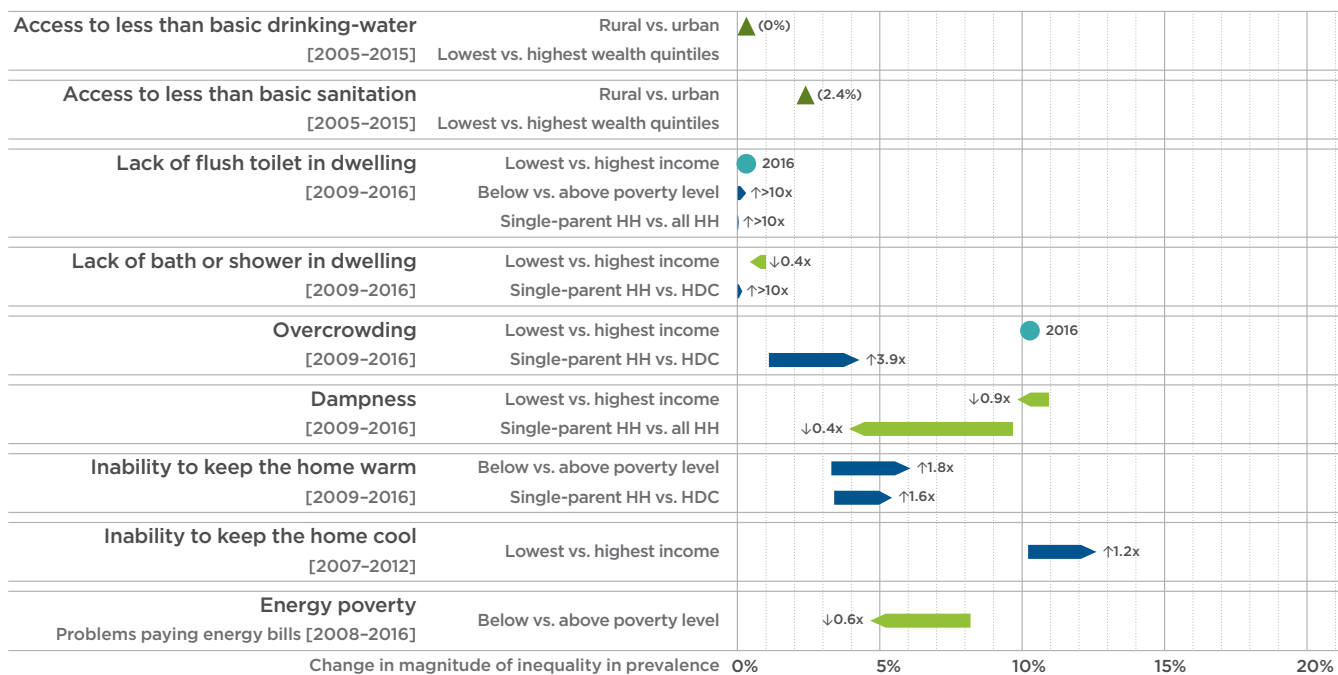 Access to less than basic drinking-water Rural vs. urban (0%)
[2005–2015] Lowest vs. highest wealth quintiles
Access to less than basic sanitation Rural vs. urban (2.4%)
[2005–2015] Lowest vs. highest wealth quintiles
Lack of flush toilet in dwelling Lowest vs. highest income 2016
[2009–2016] Below vs. above poverty level ↑>10x
Single-parent HH vs. all HH ↑>10x
Lack of bath or shower in dwelling Lowest vs. highest income ↓0.4x
[2009–2016] Single-parent HH vs. HDC ↑>10x
Overcrowding Lowest vs. highest income 2016
[2009–2016] Single-parent HH vs. HDC ↑3.9x
Dampness Lowest vs. highest income ↓0.9x
[2009–2016] Single-parent HH vs. all HH ↓0.4x
Inability to keep the home warm Below vs. above poverty level ↑1.8x
[2009–2016] Single-parent HH vs. HDC ↑1.6x
Inability to keep the home cool
Lowest vs. highest income ↑1.2x
[2007–2012]
Energy poverty
Below vs. above poverty level ↓0.6x
Problems paying energy bills [2008–2016]
Change in magnitude of inequality in prevalence 0% 5% 10% 15% 20%